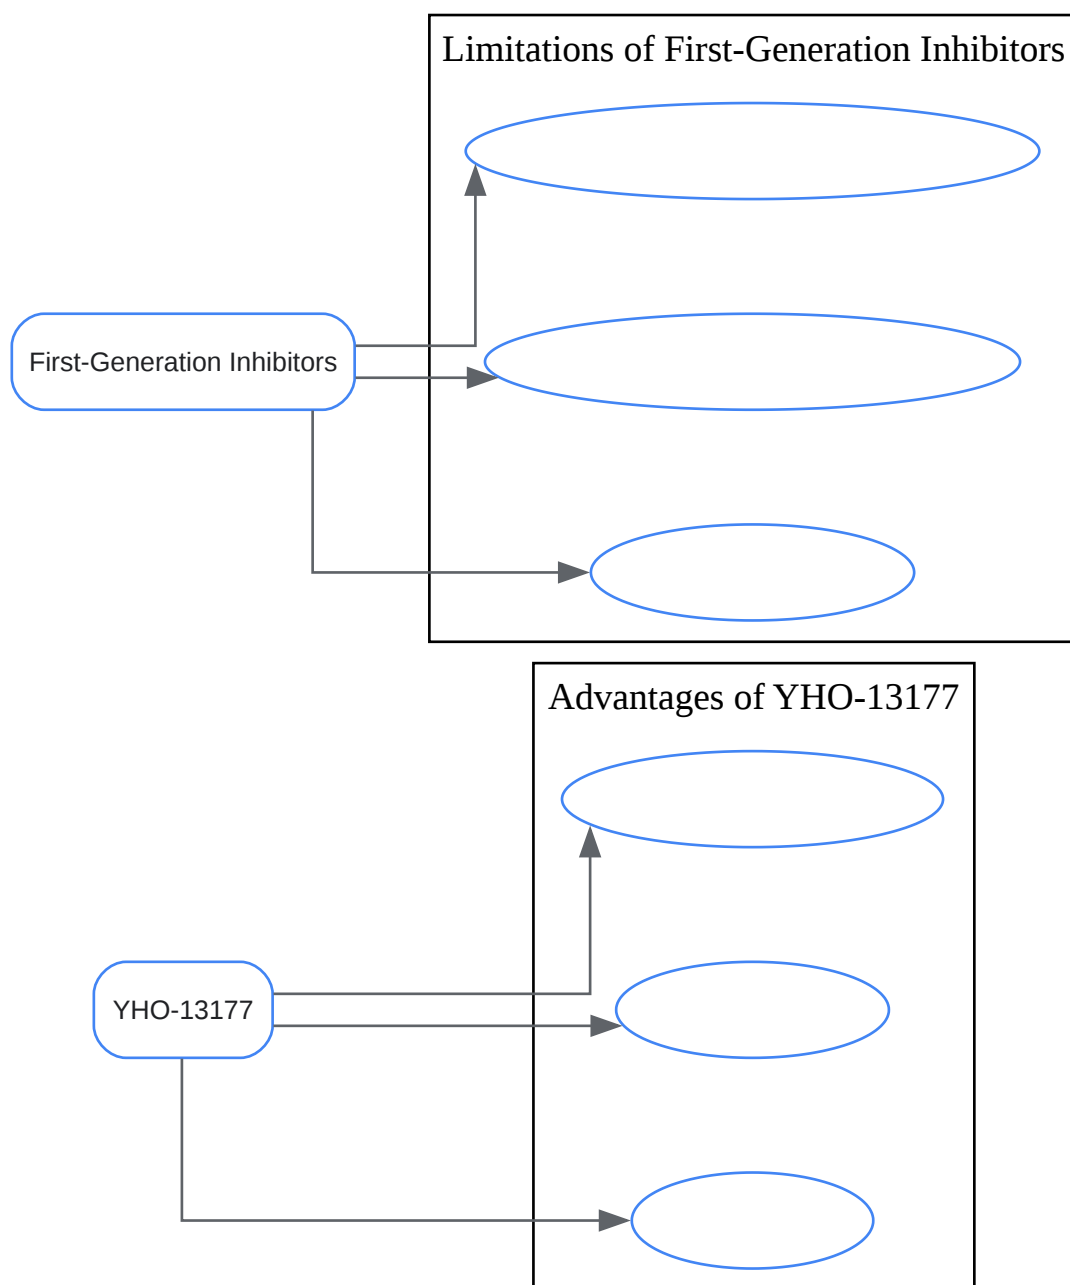 Limitations of First-Generation Inhibitors
First-Generation Inhibitors
Advantages of YHO-13177
YHO-13177